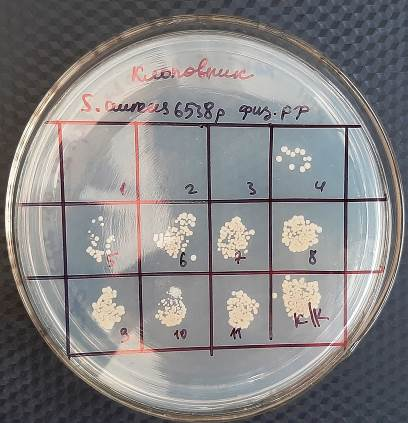 Клоповник
S. aureus 6538p физ. р-р
1 2 3 4
5 6 7 8
9 10 11 К/К